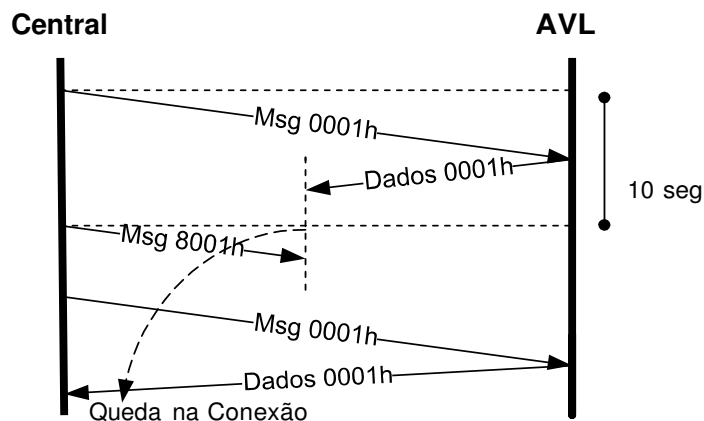 Central
AVL
Msg 0001h
Dados 0001h
10 seg
Msg 8001h
Msg 0001h
Dados 0001h
Queda na Conexão